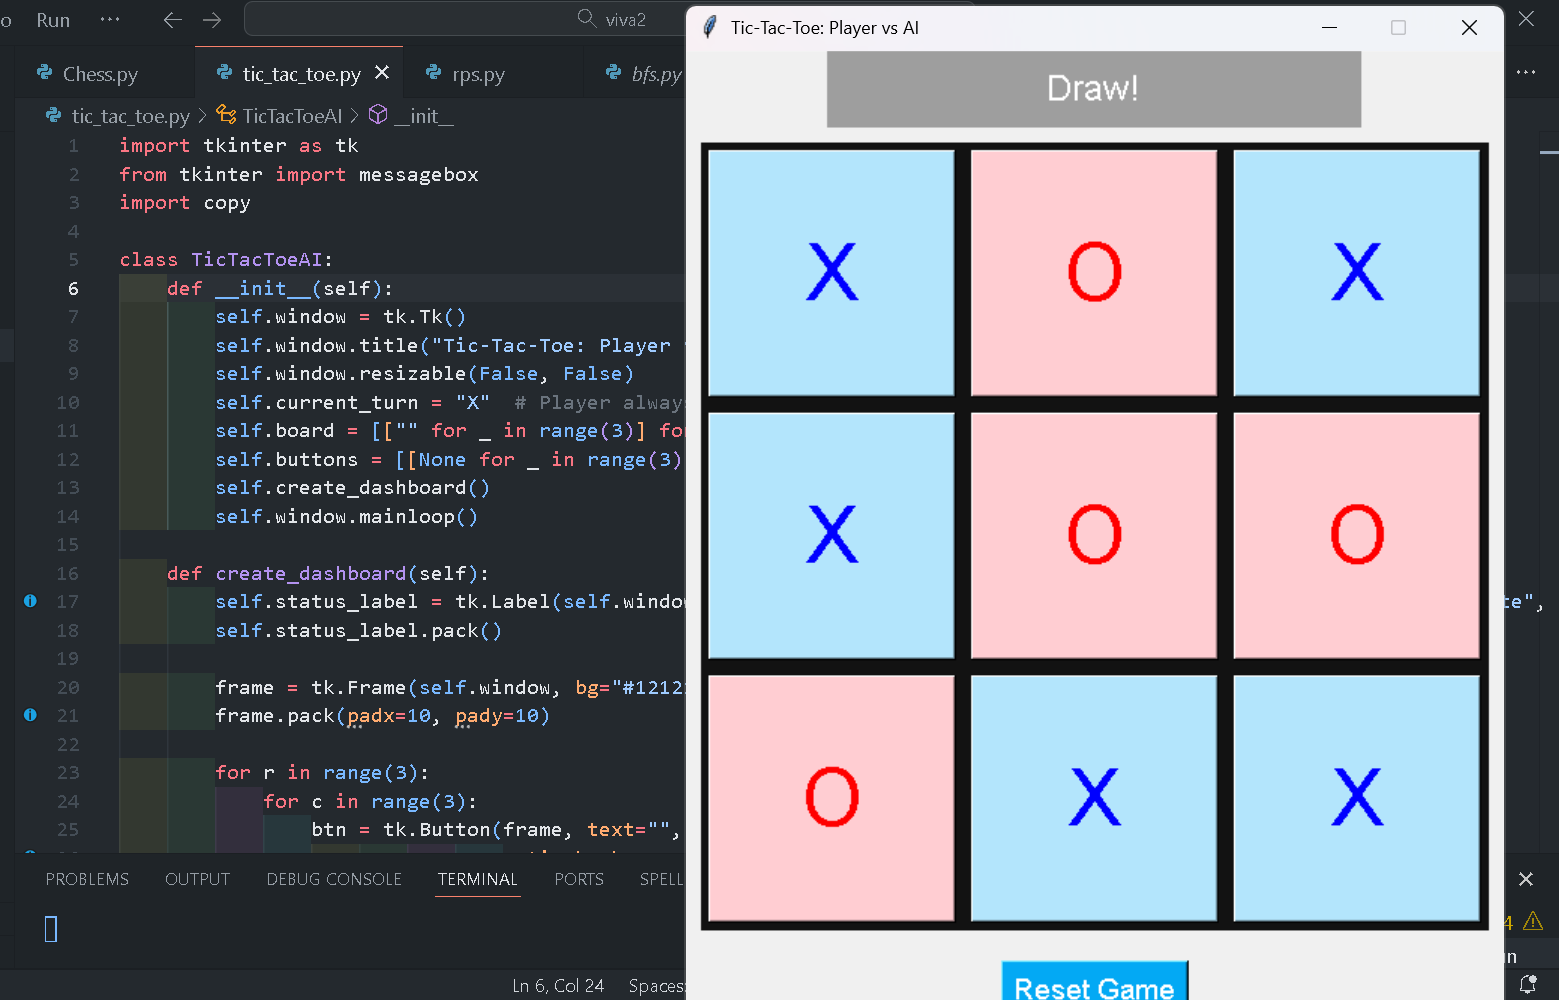 o Run ··· ← → viva2
Chess.py tic_tac_toe.py rps.py bfs.py ···
tic_tac_toe.py > TicTacToeAI > __init__
1 import tkinter as tk
2 from tkinter import messagebox
3 import copy
4
5 class TicTacToeAI:
6 def __init__(self):
7 self.window = tk.Tk()
8 self.window.title("Tic-Tac-Toe: Player
9 self.window.resizable(False, False)
10 self.current_turn = "X" # Player alway
11 self.board = [["" for _ in range(3)] fo
12 self.buttons = [[None for _ in range(3)
13 self.create_dashboard()
14 self.window.mainloop()
15
16 def create_dashboard(self):
17 self.status_label = tk.Label(self.windo te",
18 self.status_label.pack()
19
20 frame = tk.Frame(self.window, bg="#1212
21 frame.pack(padx=10, pady=10)
22
23 for r in range(3):
24 for c in range(3):
25 btn = tk.Button(frame, text="",
PROBLEMS OUTPUT DEBUG CONSOLE TERMINAL PORTS SPELL
4
n
Ln 6, Col 24 Spaces:
Tic-Tac-Toe: Player vs AI
Draw!
X O X
X O O
O X X
Reset Game